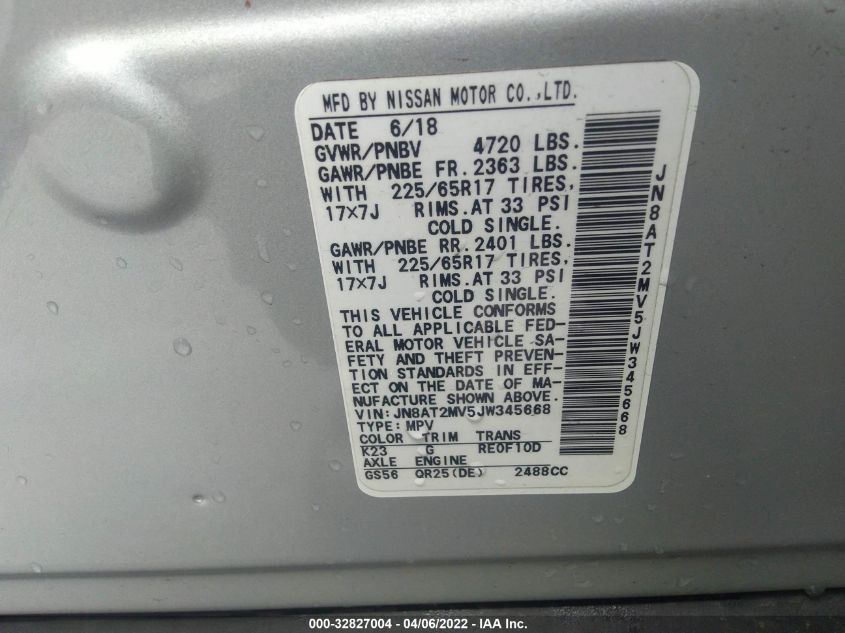 MFD BY NISSAN MOTOR CO.,LTD.
DATE 6/18
GVWR/PNBV 4720 LBS.
GAWR/PNBE FR. 2363 LBS.
WITH 225/65R17 TIRES,
17×7J RIMS.AT 33 PSI
COLD SINGLE.
GAWR/PNBE RR. 2401 LBS.
WITH 225/65R17 TIRES,
17×7J RIMS.AT 33 PSI
COLD SINGLE.
THIS VEHICLE CONFORMS
TO ALL APPLICABLE FED-
ERAL MOTOR VEHICLE SA-
FETY AND THEFT PREVEN-
TION STANDARDS IN EFF-
ECT ON THE DATE OF MA-
NUFACTURE SHOWN ABOVE.
VIN:JN8AT2MV5JW345668
TYPE:MPV
COLOR TRIM TRANS
K23 G RE0F10D
AXLE ENGINE
GS56 QR25(DE) 2488CC
JN8AT2MV5JW345668
000-32827004 - 04/06/2022 - IAA Inc.